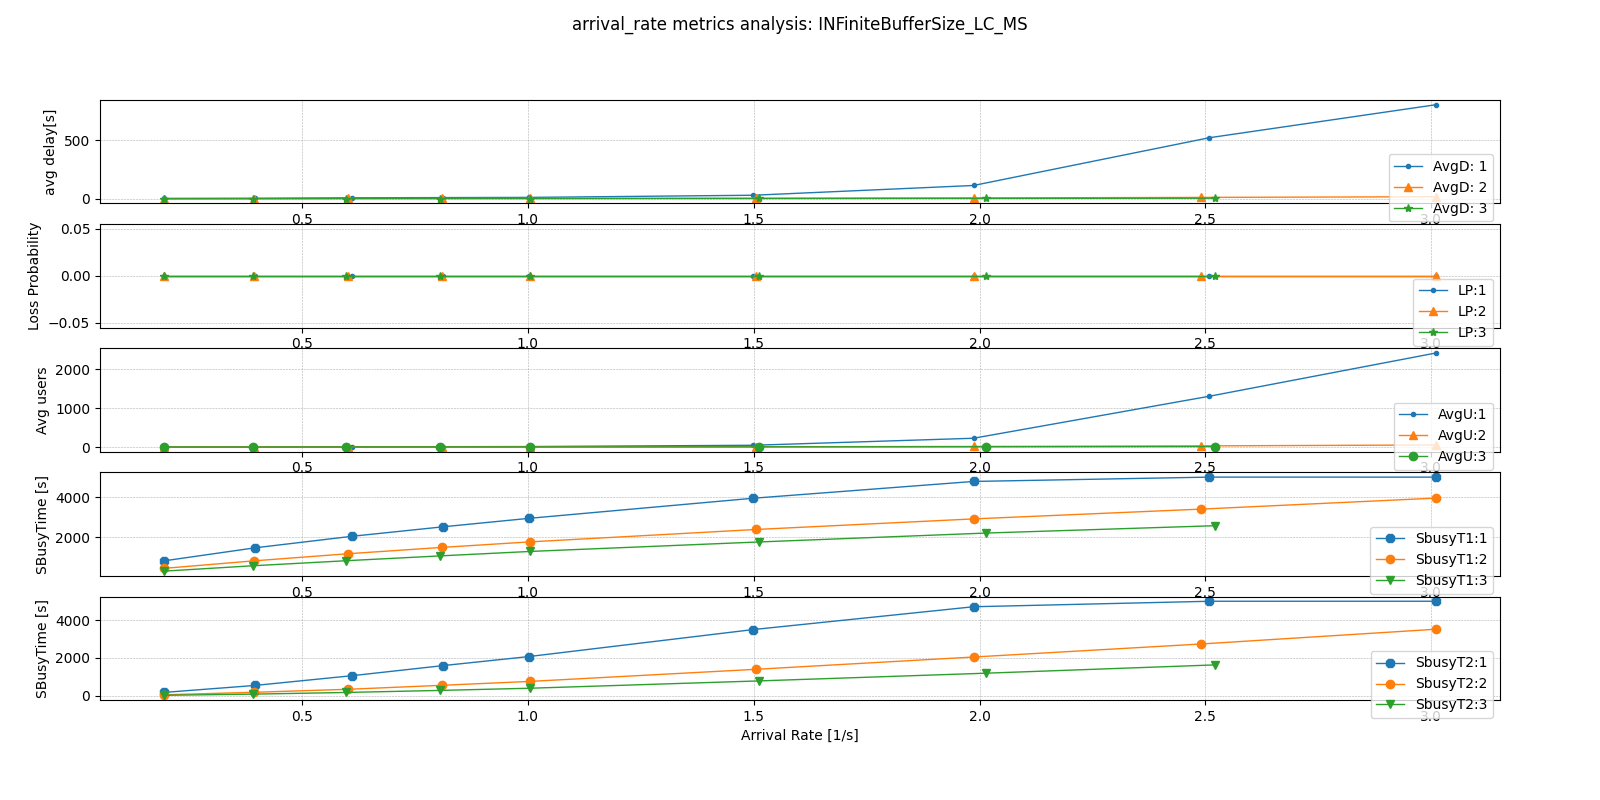 arrival_rate metrics analysis: INFiniteBufferSize_LC_MS
avg delay[s]
500
0
AvgD: 1
AvgD: 2
AvgD: 3
0.5 1.0 1.5 2.0 2.5 3.0
Loss Probability
0.05
0.00
−0.05
LP:1
LP:2
LP:3
0.5 1.0 1.5 2.0 2.5 3.0
Avg users
2000
1000
0
AvgU:1
AvgU:2
AvgU:3
0.5 1.0 1.5 2.0 2.5 3.0
SBusyTime [s]
4000
2000
SbusyT1:1
SbusyT1:2
SbusyT1:3
0.5 1.0 1.5 2.0 2.5 3.0
SBusyTime [s]
4000
2000
0
SbusyT2:1
SbusyT2:2
SbusyT2:3
0.5 1.0 1.5 2.0 2.5 3.0
Arrival Rate [1/s]